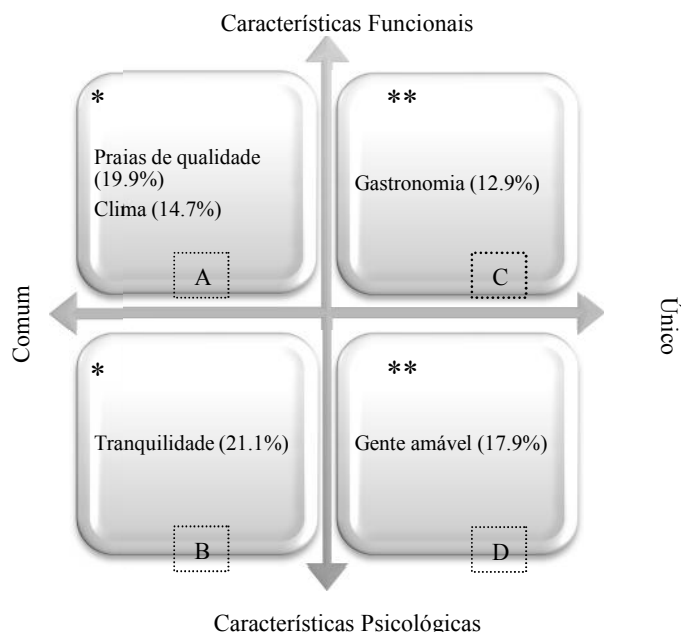 Características Funcionais
*
Praias de qualidade
(19.9%)
Clima (14.7%)
A
**
Gastronomia (12.9%)
C
Comum
Único
*
Tranquilidade (21.1%)
B
**
Gente amável (17.9%)
D
Características Psicológicas